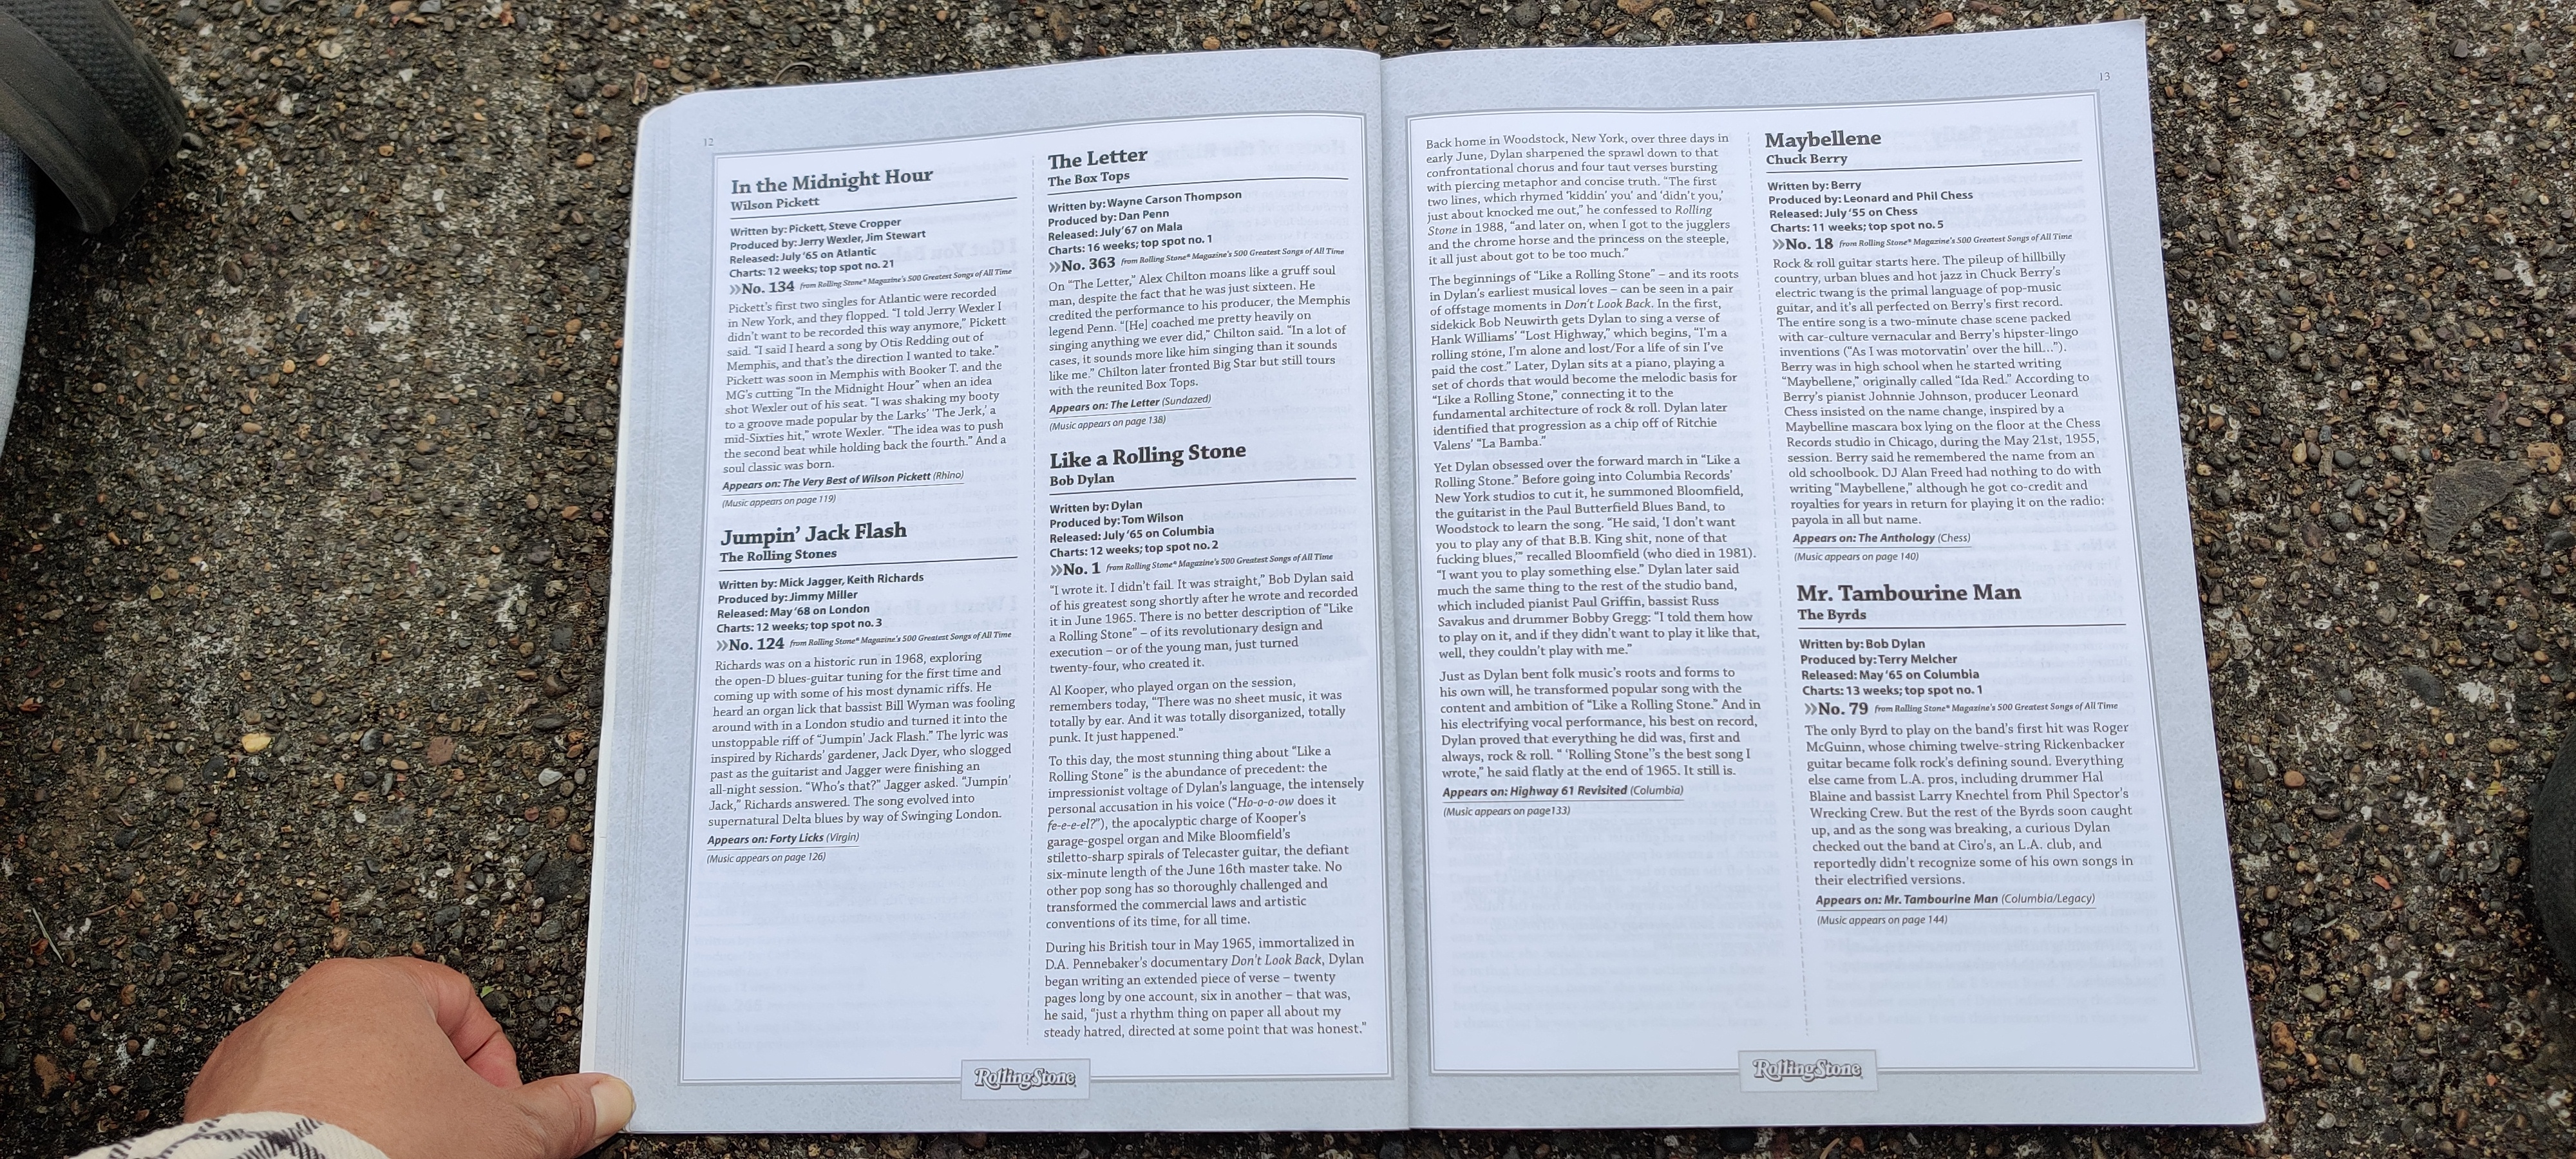 12
In the Midnight Hour
Wilson Pickett
Written by: Pickett, Steve Cropper
Produced by: Jerry Wexler, Jim Stewart
Released: July '65 on Atlantic
Charts: 12 weeks; top spot no. 21
»No. 134 from Rolling Stone® Magazine's 500 Greatest Songs of All Time
Pickett's first two singles for Atlantic were recorded
in New York, and they flopped. "I told Jerry Wexler I
didn't want to be recorded this way anymore," Pickett
said. "I said I heard a song by Otis Redding out of
Memphis, and that's the direction I wanted to take."
Pickett was soon in Memphis with Booker T. and the
MG's cutting "In the Midnight Hour" when an idea
shot Wexler out of his seat. "I was shaking my booty
to a groove made popular by the Larks' 'The Jerk,' a
mid-Sixties hit," wrote Wexler. "The idea was to push
the second beat while holding back the fourth." And a
soul classic was born.
Appears on: The Very Best of Wilson Pickett (Rhino)
(Music appears on page 119)
Jumpin' Jack Flash
The Rolling Stones
Written by: Mick Jagger, Keith Richards
Produced by: Jimmy Miller
Released: May '68 on London
Charts: 12 weeks; top spot no. 3
»No. 124 from Rolling Stone® Magazine's 500 Greatest Songs of All Time
Richards was on a historic run in 1968, exploring
the open-D blues-guitar tuning for the first time and
coming up with some of his most dynamic riffs. He
heard an organ lick that bassist Bill Wyman was fooling
around with in a London studio and turned it into the
unstoppable riff of "Jumpin' Jack Flash." The lyric was
inspired by Richards' gardener, Jack Dyer, who slogged
past as the guitarist and Jagger were finishing an
all-night session. "Who's that?" Jagger asked. "Jumpin'
Jack," Richards answered. The song evolved into
supernatural Delta blues by way of Swinging London.
Appears on: Forty Licks (Virgin)
(Music appears on page 126)
The Letter
The Box Tops
Written by: Wayne Carson Thompson
Produced by: Dan Penn
Released: July '67 on Mala
Charts: 16 weeks; top spot no. 1
»No. 363 from Rolling Stone® Magazine's 500 Greatest Songs of All Time
On "The Letter," Alex Chilton moans like a gruff soul
man, despite the fact that he was just sixteen. He
credited the performance to his producer, the Memphis
legend Penn. "[He] coached me pretty heavily on
singing anything we ever did," Chilton said. "In a lot of
cases, it sounds more like him singing than it sounds
like me." Chilton later fronted Big Star but still tours
with the reunited Box Tops.
Appears on: The Letter (Sundazed)
(Music appears on page 138)
Like a Rolling Stone
Bob Dylan
Written by: Dylan
Produced by: Tom Wilson
Released: July '65 on Columbia
Charts: 12 weeks; top spot no. 2
»No. 1 from Rolling Stone® Magazine's 500 Greatest Songs of All Time
"I wrote it. I didn't fail. It was straight," Bob Dylan said
of his greatest song shortly after he wrote and recorded
it in June 1965. There is no better description of "Like
a Rolling Stone" – of its revolutionary design and
execution – or of the young man, just turned
twenty-four, who created it.
Al Kooper, who played organ on the session,
remembers today, "There was no sheet music, it was
totally by ear. And it was totally disorganized, totally
punk. It just happened."
To this day, the most stunning thing about "Like a
Rolling Stone" is the abundance of precedent: the
impressionist voltage of Dylan's language, the intensely
personal accusation in his voice ("Ho-o-o-ow does it
fe-e-e-el?"), the apocalyptic charge of Kooper's
garage-gospel organ and Mike Bloomfield's
stiletto-sharp spirals of Telecaster guitar, the defiant
six-minute length of the June 16th master take. No
other pop song has so thoroughly challenged and
transformed the commercial laws and artistic
conventions of its time, for all time.
During his British tour in May 1965, immortalized in
D.A. Pennebaker's documentary Don't Look Back, Dylan
began writing an extended piece of verse – twenty
pages long by one account, six in another – that was,
he said, "just a rhythm thing on paper all about my
steady hatred, directed at some point that was honest."
RollingStone
13
Back home in Woodstock, New York, over three days in
early June, Dylan sharpened the sprawl down to that
confrontational chorus and four taut verses bursting
with piercing metaphor and concise truth. "The first
two lines, which rhymed 'kiddin' you' and 'didn't you,'
just about knocked me out," he confessed to Rolling
Stone in 1988, "and later on, when I got to the jugglers
and the chrome horse and the princess on the steeple,
it all just about got to be too much."
The beginnings of "Like a Rolling Stone" – and its roots
in Dylan's earliest musical loves – can be seen in a pair
of offstage moments in Don't Look Back. In the first,
sidekick Bob Neuwirth gets Dylan to sing a verse of
Hank Williams' "Lost Highway," which begins, "I'm a
rolling stone, I'm alone and lost/For a life of sin I've
paid the cost." Later, Dylan sits at a piano, playing a
set of chords that would become the melodic basis for
"Like a Rolling Stone," connecting it to the
fundamental architecture of rock & roll. Dylan later
identified that progression as a chip off of Ritchie
Valens' "La Bamba."
Yet Dylan obsessed over the forward march in "Like a
Rolling Stone." Before going into Columbia Records'
New York studios to cut it, he summoned Bloomfield,
the guitarist in the Paul Butterfield Blues Band, to
Woodstock to learn the song. "He said, 'I don't want
you to play any of that B.B. King shit, none of that
fucking blues,'" recalled Bloomfield (who died in 1981).
"I want you to play something else." Dylan later said
much the same thing to the rest of the studio band,
which included pianist Paul Griffin, bassist Russ
Savakus and drummer Bobby Gregg: "I told them how
to play on it, and if they didn't want to play it like that,
well, they couldn't play with me."
Just as Dylan bent folk music's roots and forms to
his own will, he transformed popular song with the
content and ambition of "Like a Rolling Stone." And in
his electrifying vocal performance, his best on record,
Dylan proved that everything he did was, first and
always, rock & roll. " 'Rolling Stone''s the best song I
wrote," he said flatly at the end of 1965. It still is.
Appears on: Highway 61 Revisited (Columbia)
(Music appears on page133)
Maybellene
Chuck Berry
Written by: Berry
Produced by: Leonard and Phil Chess
Released: July '55 on Chess
Charts: 11 weeks; top spot no. 5
»No. 18 from Rolling Stone® Magazine's 500 Greatest Songs of All Time
Rock & roll guitar starts here. The pileup of hillbilly
country, urban blues and hot jazz in Chuck Berry's
electric twang is the primal language of pop-music
guitar, and it's all perfected on Berry's first record.
The entire song is a two-minute chase scene packed
with car-culture vernacular and Berry's hipster-lingo
inventions ("As I was motorvatin' over the hill...").
Berry was in high school when he started writing
"Maybellene," originally called "Ida Red." According to
Berry's pianist Johnnie Johnson, producer Leonard
Chess insisted on the name change, inspired by a
Maybelline mascara box lying on the floor at the Chess
Records studio in Chicago, during the May 21st, 1955,
session. Berry said he remembered the name from an
old schoolbook. DJ Alan Freed had nothing to do with
writing "Maybellene," although he got co-credit and
royalties for years in return for playing it on the radio:
payola in all but name.
Appears on: The Anthology (Chess)
(Music appears on page 140)
Mr. Tambourine Man
The Byrds
Written by: Bob Dylan
Produced by: Terry Melcher
Released: May '65 on Columbia
Charts: 13 weeks; top spot no. 1
»No. 79 from Rolling Stone® Magazine's 500 Greatest Songs of All Time
The only Byrd to play on the band's first hit was Roger
McGuinn, whose chiming twelve-string Rickenbacker
guitar became folk rock's defining sound. Everything
else came from L.A. pros, including drummer Hal
Blaine and bassist Larry Knechtel from Phil Spector's
Wrecking Crew. But the rest of the Byrds soon caught
up, and as the song was breaking, a curious Dylan
checked out the band at Ciro's, an L.A. club, and
reportedly didn't recognize some of his own songs in
their electrified versions.
Appears on: Mr. Tambourine Man (Columbia/Legacy)
(Music appears on page 144)
RollingStone